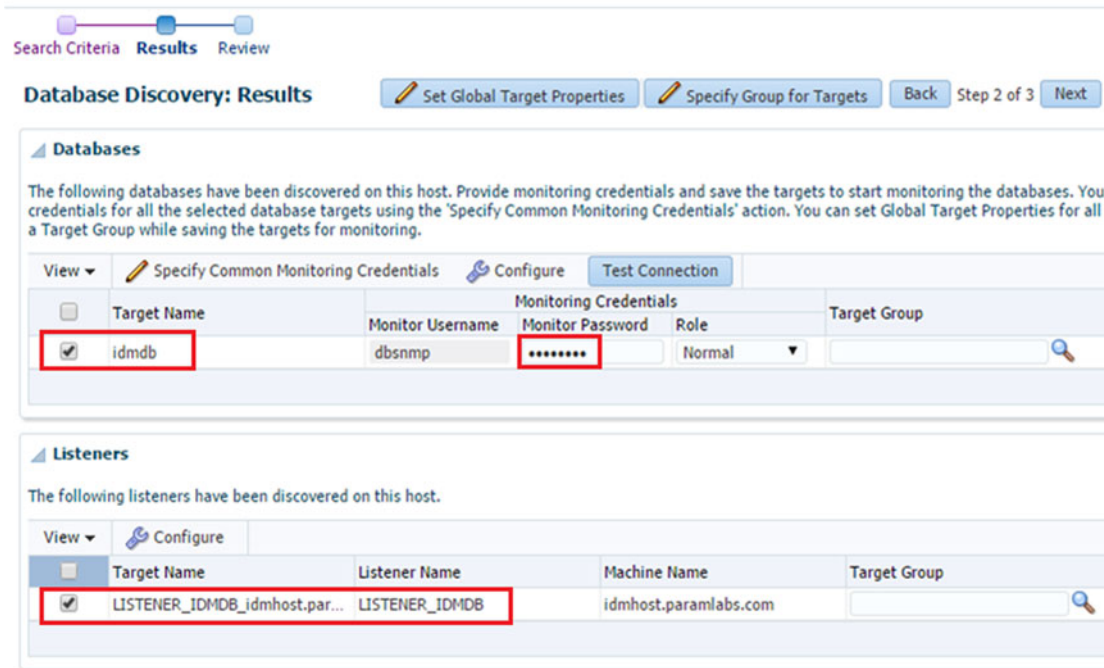 Search Criteria Results Review
Database Discovery: Results Set Global Target Properties Specify Group for Targets Back Step 2 of 3 Next
Databases
The following databases have been discovered on this host. Provide monitoring credentials and save the targets to start monitoring the databases. You
credentials for all the selected database targets using the 'Specify Common Monitoring Credentials' action. You can set Global Target Properties for all
a Target Group while saving the targets for monitoring.
View Specify Common Monitoring Credentials Configure Test Connection
Monitoring Credentials
Target Name Target Group
Monitor Username Monitor Password Role
idmdb dbsnmp •••••••• Normal
Listeners
The following listeners have been discovered on this host.
View Configure
Target Name Listener Name Machine Name Target Group
LISTENER_IDMDB_idmhost.par... LISTENER_IDMDB idmhost.paramlabs.com